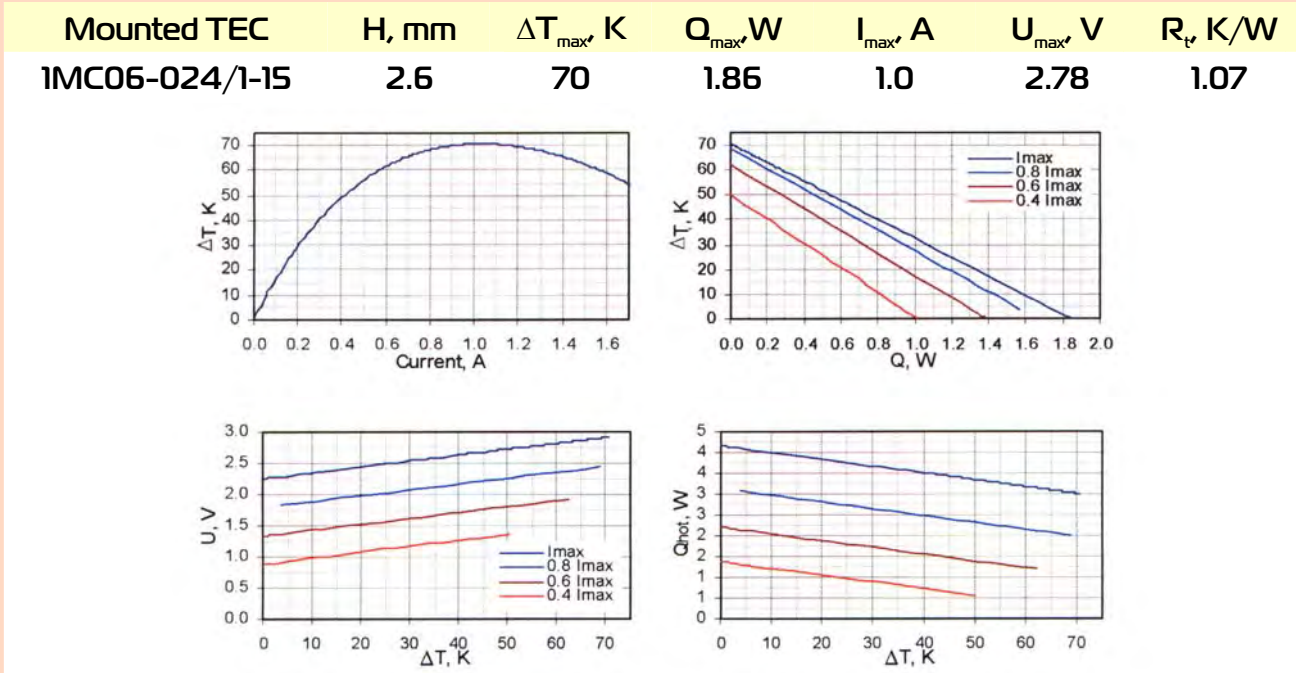 Mounted TEC H, mm ΔTmax, K Qmax,W Imax, A Umax, V Rt, K/W
1MC06-024/1-15 2.6 70 1.86 1.0 2.78 1.07
ΔT, K
70
60
50
40
30
20
10
0
0.0 0.2 0.4 0.6 0.8 1.0 1.2 1.4 1.6
Current, A
ΔT, K
70
60
50
40
30
20
10
0
Imax
0.8 Imax
0.6 Imax
0.4 Imax
0.0 0.2 0.4 0.6 0.8 1.0 1.2 1.4 1.6 1.8 2.0
Q, W
U, V
3.0
2.5
2.0
1.5
1.0
0.5
0.0
Imax
0.8 Imax
0.6 Imax
0.4 Imax
0 10 20 30 40 50 60 70
ΔT, K
Qhot, W
5
4
4
3
3
2
2
1
1
0
0 10 20 30 40 50 60 70
ΔT, K